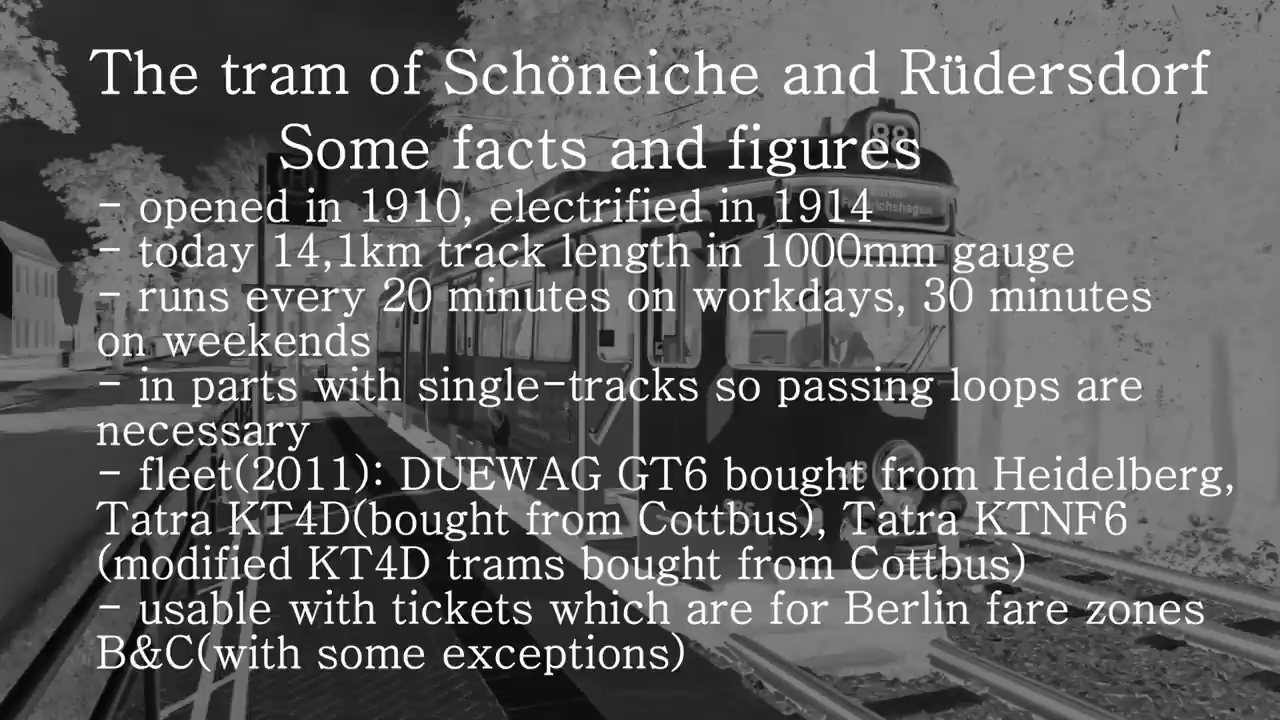 The tram of Schöneiche and Rüdersdorf
Some facts and figures
- opened in 1910, electrified in 1914
- today 14,1km track length in 1000mm gauge
- runs every 20 minutes on workdays, 30 minutes
on weekends
- in parts with single-tracks so passing loops are
necessary
- fleet(2011): DUEWAG GT6 bought from Heidelberg,
Tatra KT4D(bought from Cottbus), Tatra KTNF6
(modified KT4D trams bought from Cottbus)
- usable with tickets which are for Berlin fare zones
B&C(with some exceptions)
88
Friedrichshagen